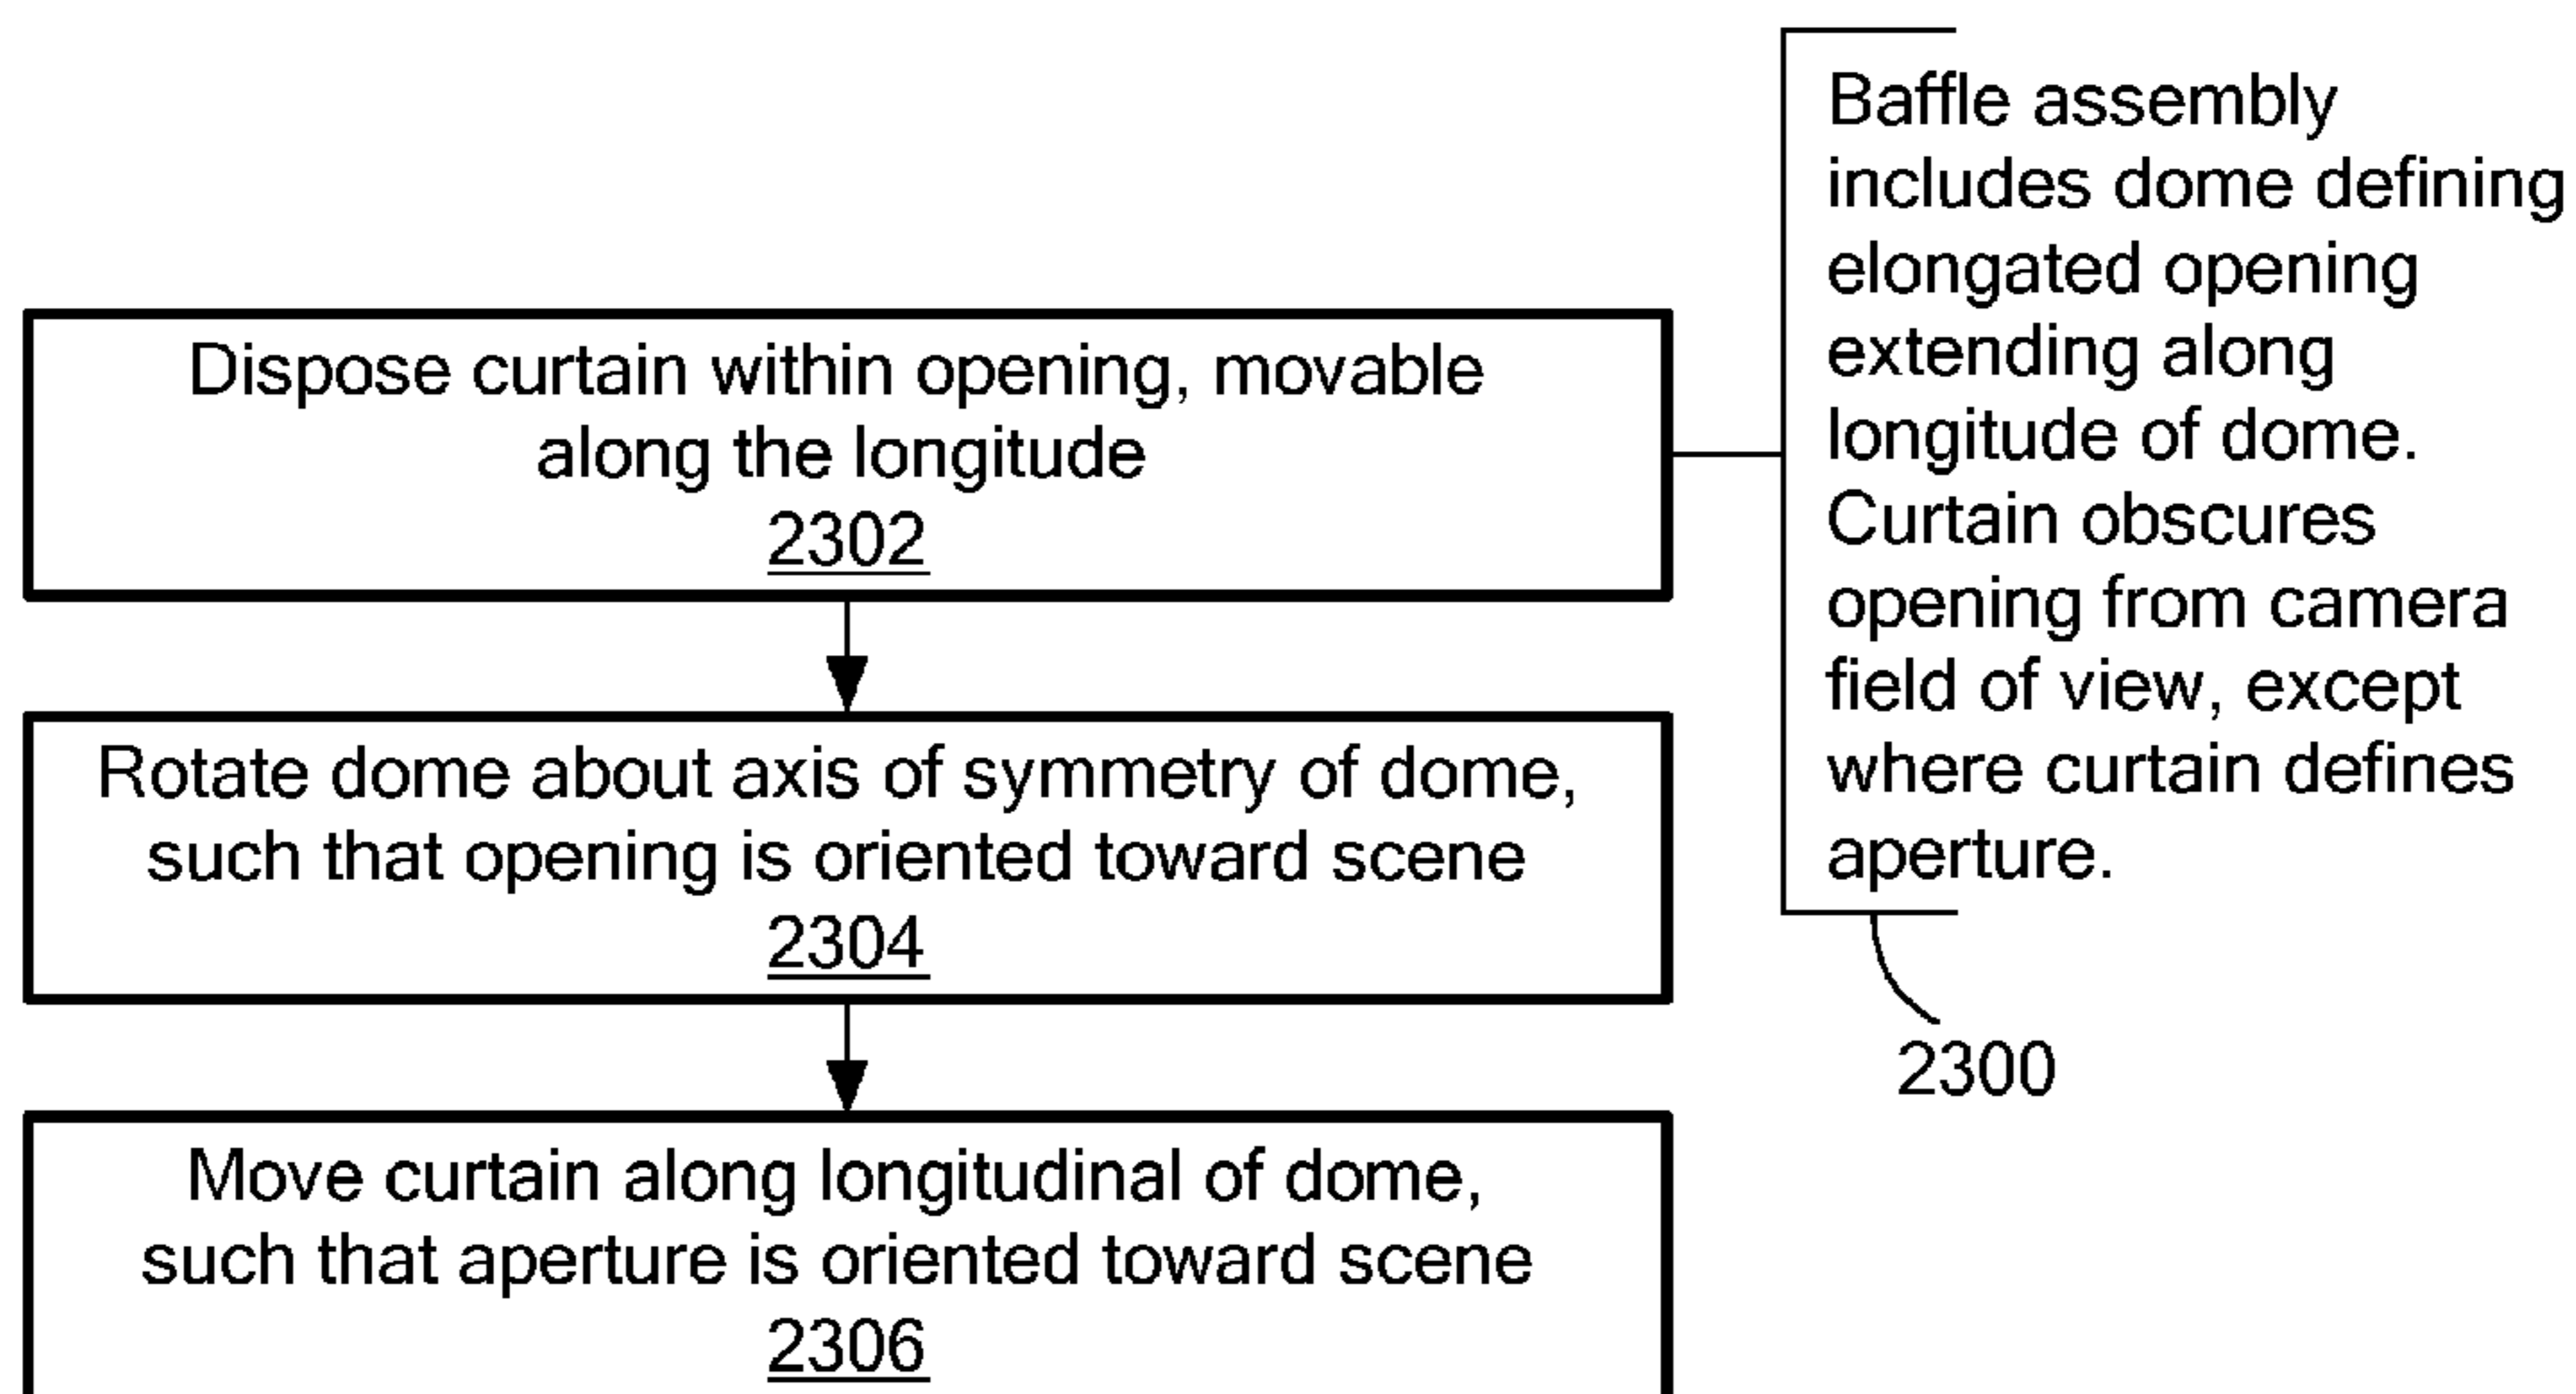 Dispose curtain within opening, movable
along the longitude
2302
Baffle assembly
includes dome defining
elongated opening
extending along
longitude of dome.
Curtain obscures
opening from camera
field of view, except
where curtain defines
aperture.
2300
Rotate dome about axis of symmetry of dome,
such that opening is oriented toward scene
2304
Move curtain along longitudinal of dome,
such that aperture is oriented toward scene
2306